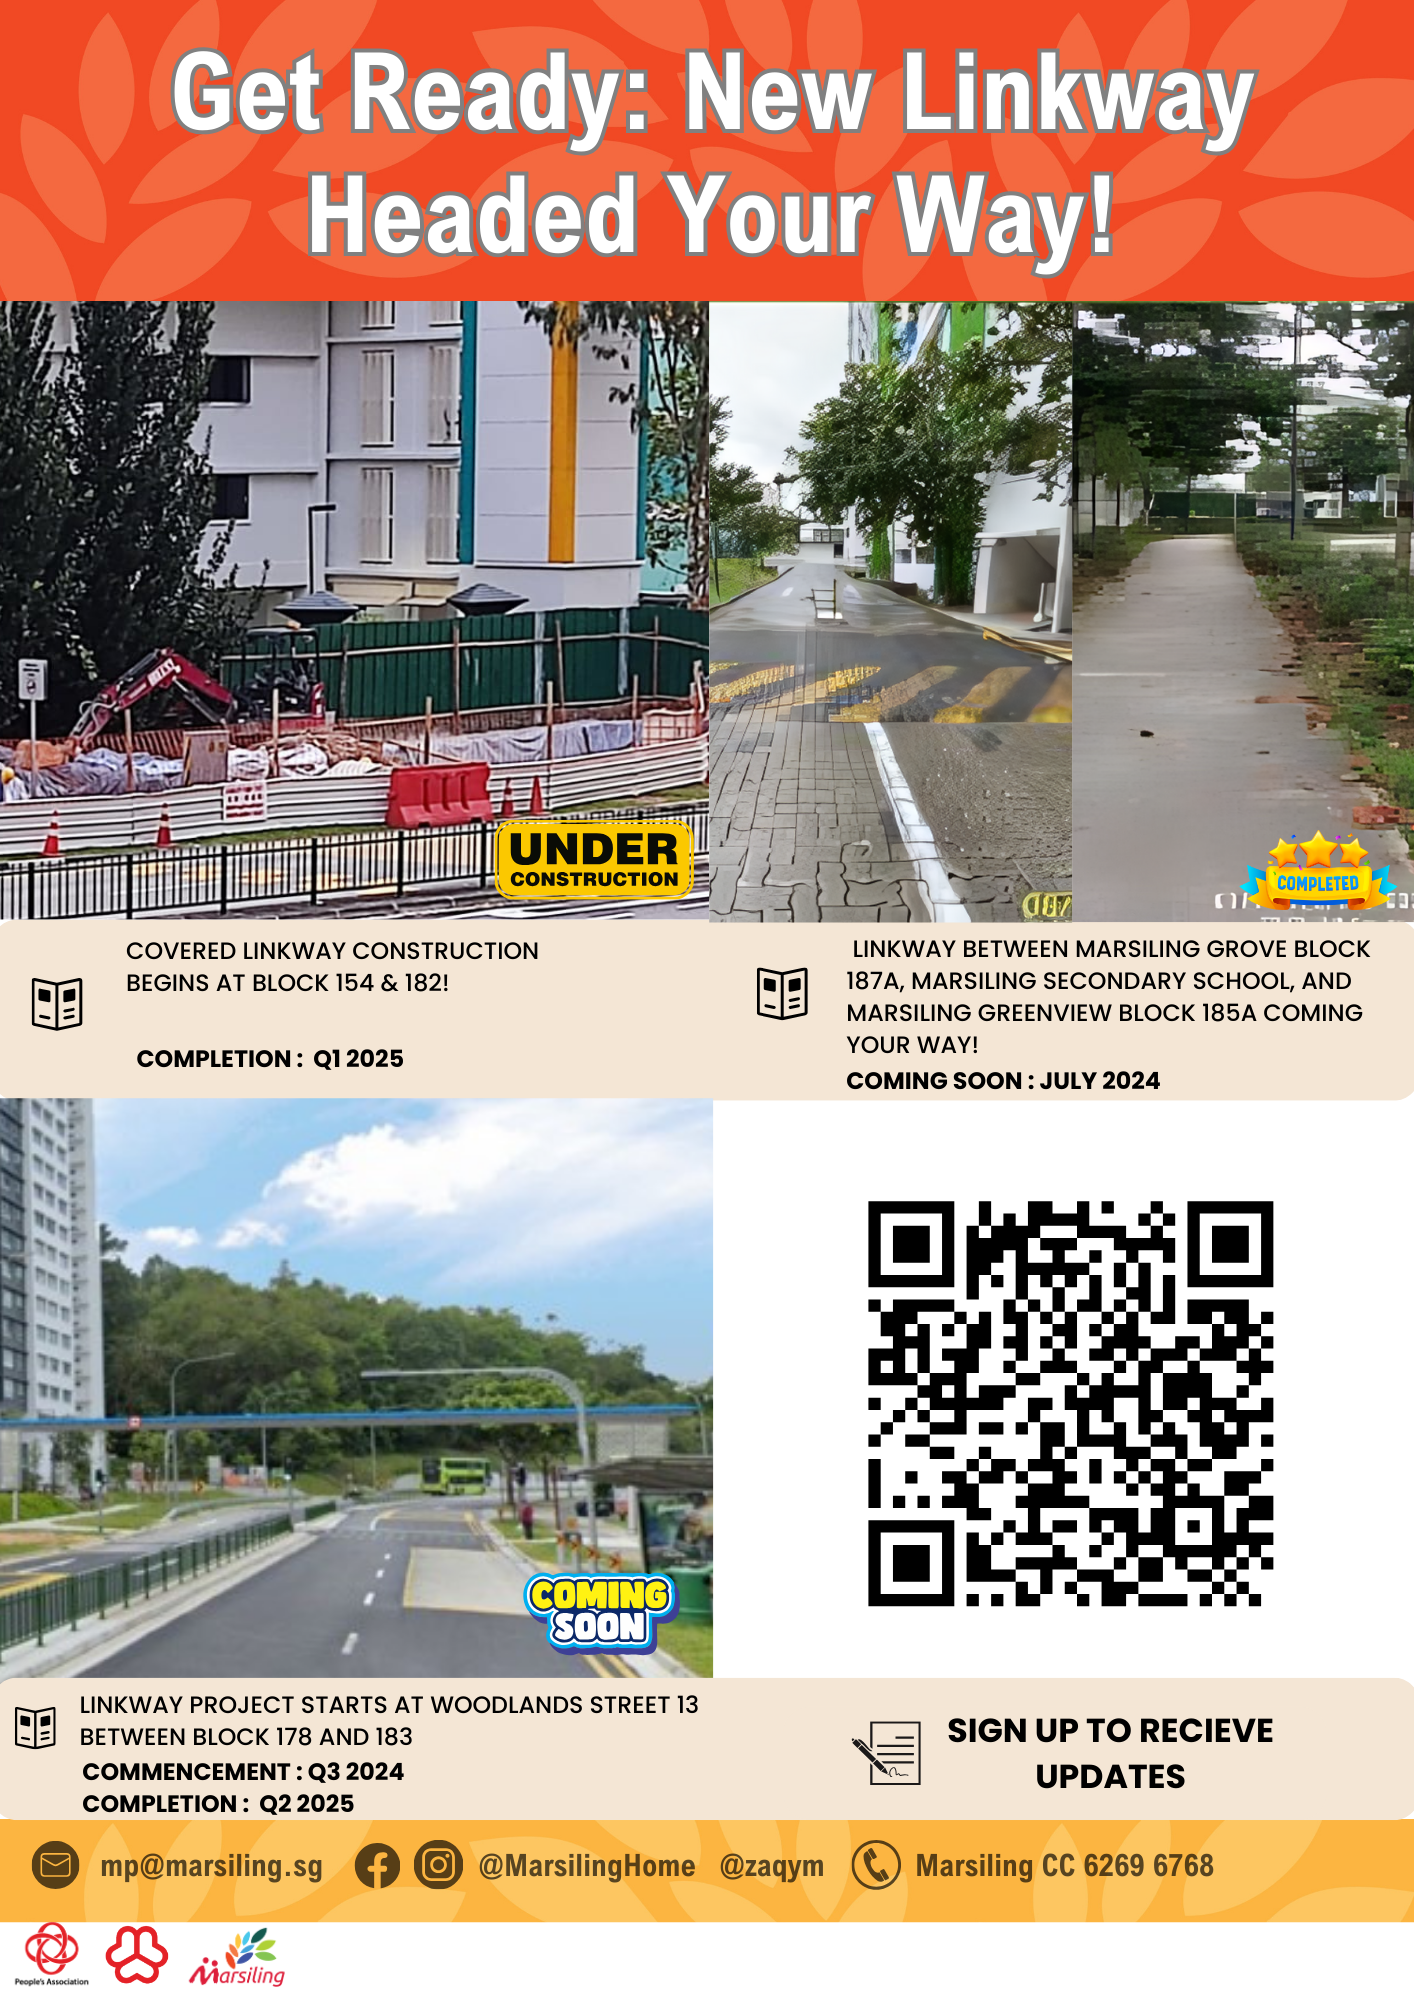 Get Ready: New Linkway
Headed Your Way!
UNDER
CONSTRUCTION
COMPLETED
COVERED LINKWAY CONSTRUCTION
BEGINS AT BLOCK 154 & 182!
COMPLETION : Q1 2025
LINKWAY BETWEEN MARSILING GROVE BLOCK
187A, MARSILING SECONDARY SCHOOL, AND
MARSILING GREENVIEW BLOCK 185A COMING
YOUR WAY!
COMING SOON : JULY 2024
COMING
SOON
LINKWAY PROJECT STARTS AT WOODLANDS STREET 13
BETWEEN BLOCK 178 AND 183
COMMENCEMENT : Q3 2024
COMPLETION : Q2 2025
SIGN UP TO RECIEVE
UPDATES
mp@marsiling.sg
@MarsilingHome
@zaqym
Marsiling CC 6269 6768
People's Association
Marsiling